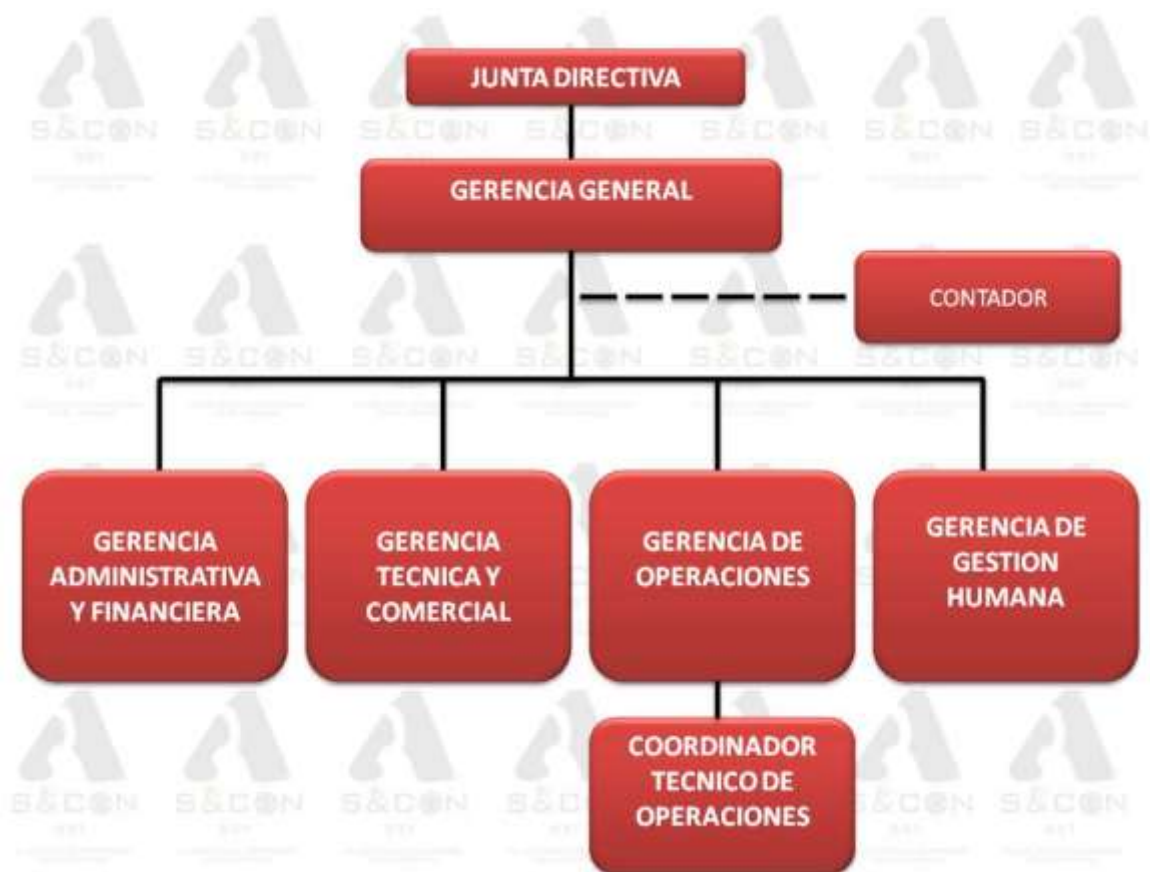 JUNTA DIRECTIVA
GERENCIA GENERAL
CONTADOR
GERENCIA
ADMINISTRATIVA
Y FINANCIERA
GERENCIA
TECNICA Y
COMERCIAL
GERENCIA DE
OPERACIONES
GERENCIA DE
GESTION
HUMANA
COORDINADOR
TECNICO DE
OPERACIONES
S&CON